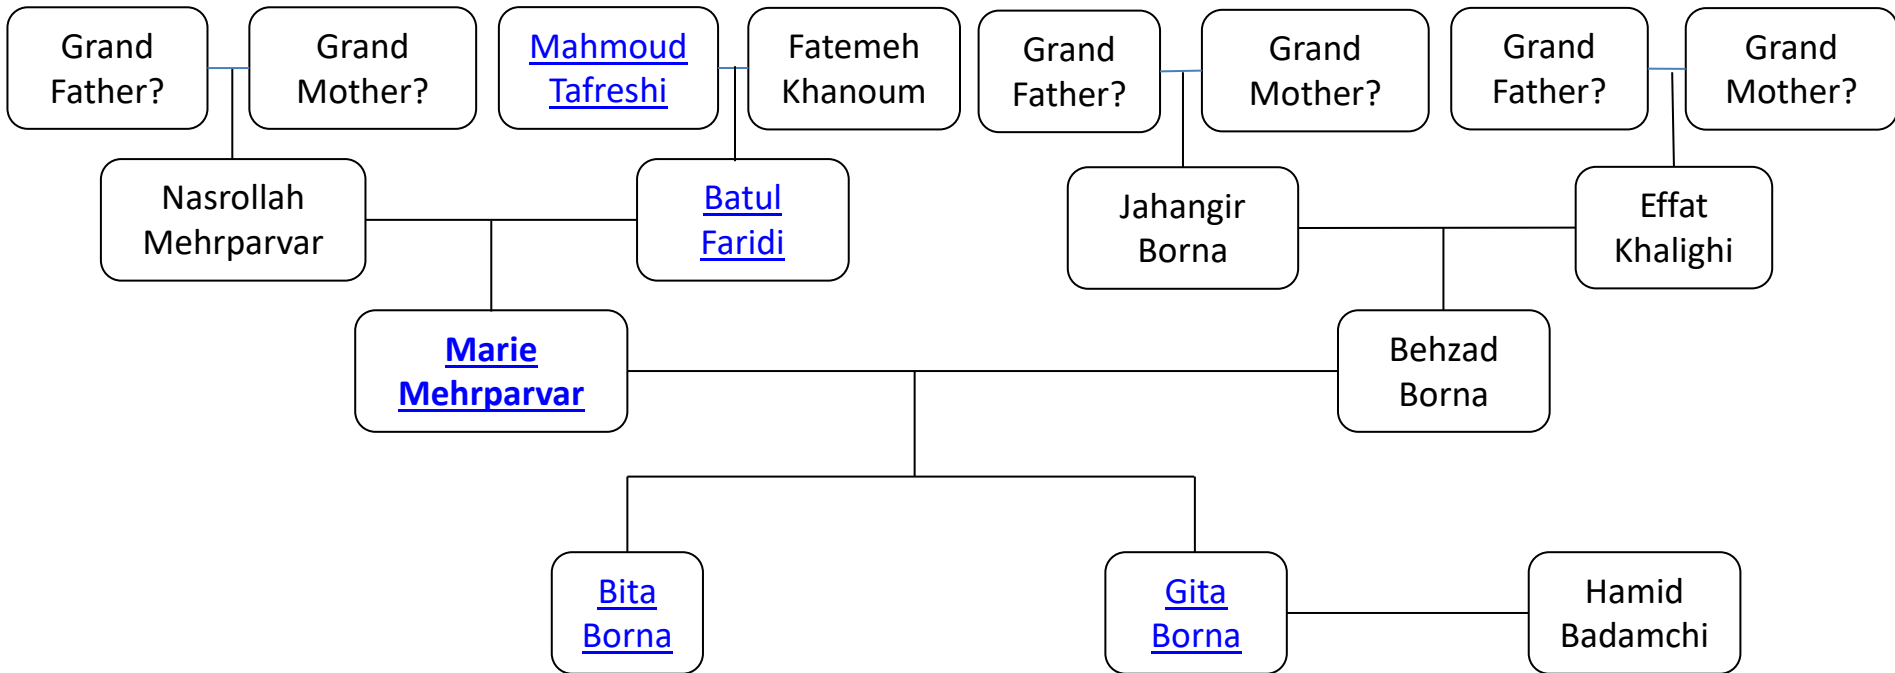 Grand
Father?
Grand
Mother?
Mahmoud
Tafreshi
Fatemeh
Khanoum
Grand
Father?
Grand
Mother?
Grand
Father?
Grand
Mother?
Nasrollah
Mehrparvar
Batul
Faridi
Jahangir
Borna
Effat
Khalighi
Marie
Mehrparvar
Behzad
Borna
Bita
Borna
Gita
Borna
Hamid
Badamchi